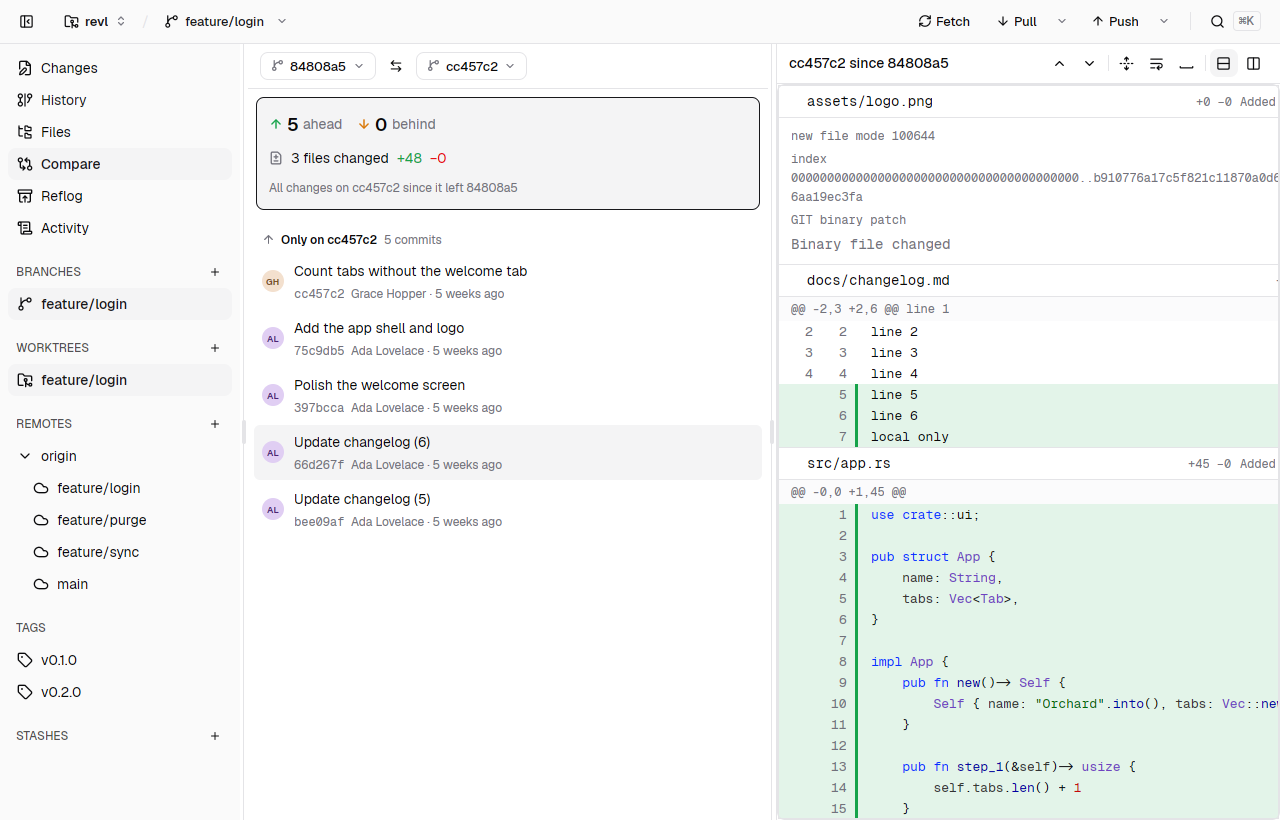 revl / feature/login
Fetch Pull Push ⌘K
Changes
History
Files
Compare
Reflog
Activity
BRANCHES +
feature/login
WORKTREES +
feature/login
REMOTES +
origin
feature/login
feature/purge
feature/sync
main
TAGS
v0.1.0
v0.2.0
STASHES +
84808a5 cc457c2
5 ahead 0 behind
3 files changed +48 −0
All changes on cc457c2 since it left 84808a5
Only on cc457c2 5 commits
GH Count tabs without the welcome tab
cc457c2 Grace Hopper · 5 weeks ago
AL Add the app shell and logo
75c9db5 Ada Lovelace · 5 weeks ago
AL Polish the welcome screen
397bcca Ada Lovelace · 5 weeks ago
AL Update changelog (6)
66d267f Ada Lovelace · 5 weeks ago
AL Update changelog (5)
bee09af Ada Lovelace · 5 weeks ago
cc457c2 since 84808a5
assets/logo.png +0 −0 Added
new file mode 100644
index
0000000000000000000000000000000000000000..b910776a17c5f821c11870a0d6
6aa19ec3fa
GIT binary patch
Binary file changed
docs/changelog.md
@@ -2,3 +2,6 @@ line 1
2 2 line 2
3 3 line 3
4 4 line 4
5 line 5
6 line 6
7 local only
src/app.rs +45 −0 Added
@@ -0,0 +1,45 @@
1 use crate::ui;
2
3 pub struct App {
4 name: String,
5 tabs: Vec<Tab>,
6 }
7
8 impl App {
9 pub fn new() -> Self {
10 Self { name: "Orchard".into(), tabs: Vec::new
11 }
12
13 pub fn step_1(&self) -> usize {
14 self.tabs.len() + 1
15 }